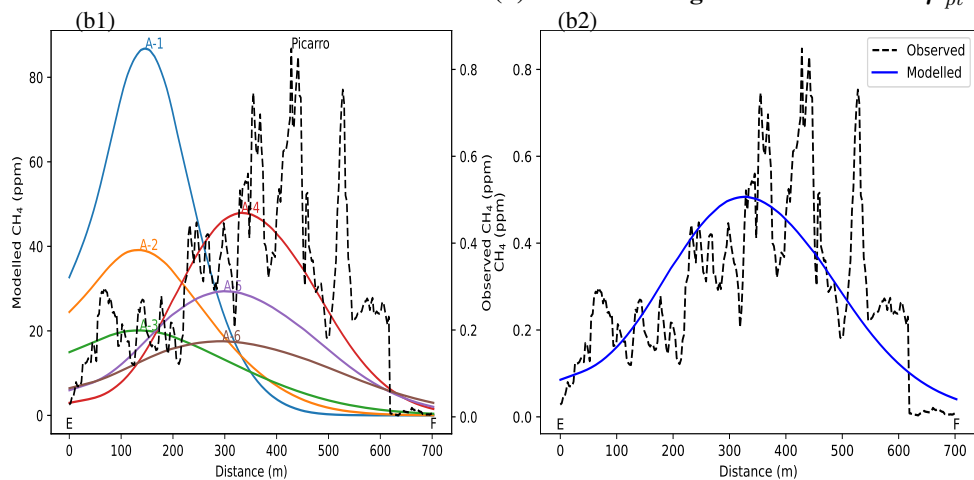 (b1)
(b2)
A-1
Picarro
A-2
A-3
A-4
A-5
A-6
80
60
40
20
0
0.8
0.6
0.4
0.2
0.0
Modelled CH₄ (ppm)
Observed CH₄ (ppm)
E
F
0 100 200 300 400 500 600 700
Distance (m)
Observed
Modelled
0.8
0.6
0.4
0.2
0.0
CH₄ (ppm)
E
F
0 100 200 300 400 500 600 700
Distance (m)